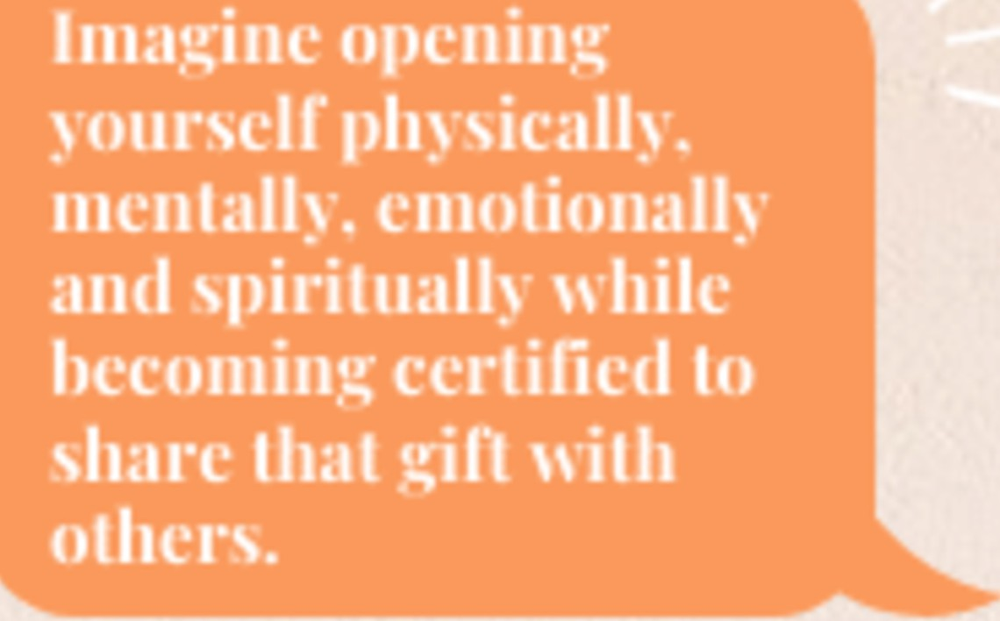 Imagine opening
yourself physically,
mentally, emotionally
and spiritually while
becoming certified to
share that gift with
others.